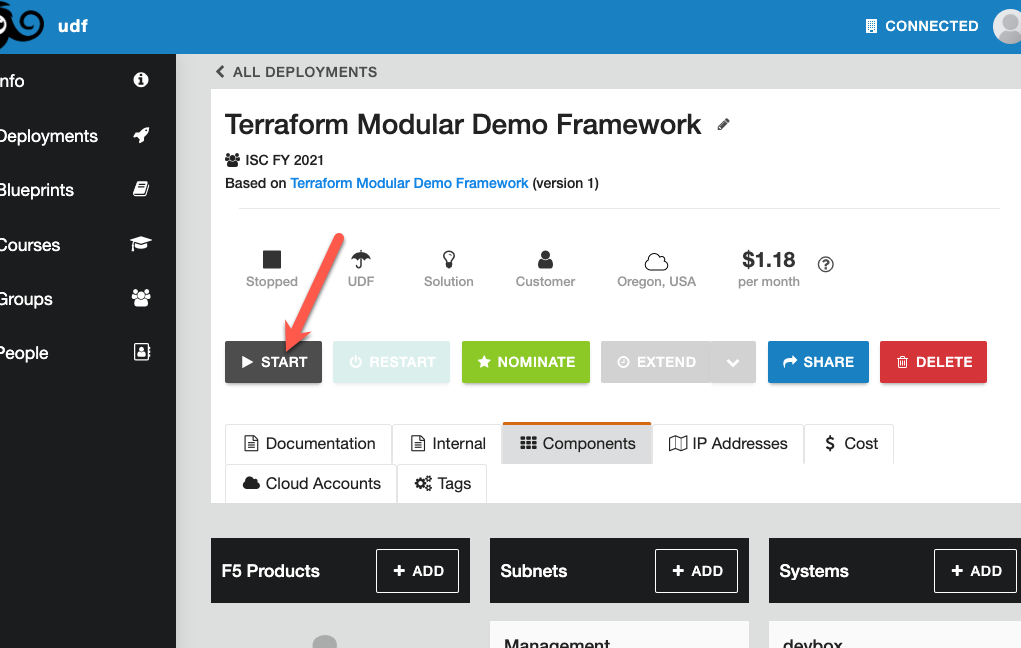 udf
CONNECTED
nfo
Deployments
Blueprints
Courses
Groups
People
ALL DEPLOYMENTS
Terraform Modular Demo Framework
ISC FY 2021
Based on Terraform Modular Demo Framework (version 1)
Stopped
UDF
Solution
Customer
Oregon, USA
$1.18
per month
START
RESTART
NOMINATE
EXTEND
SHARE
DELETE
Documentation
Internal
Components
IP Addresses
$ Cost
Cloud Accounts
Tags
F5 Products
+ ADD
Subnets
+ ADD
Systems
+ ADD
Management
devbox